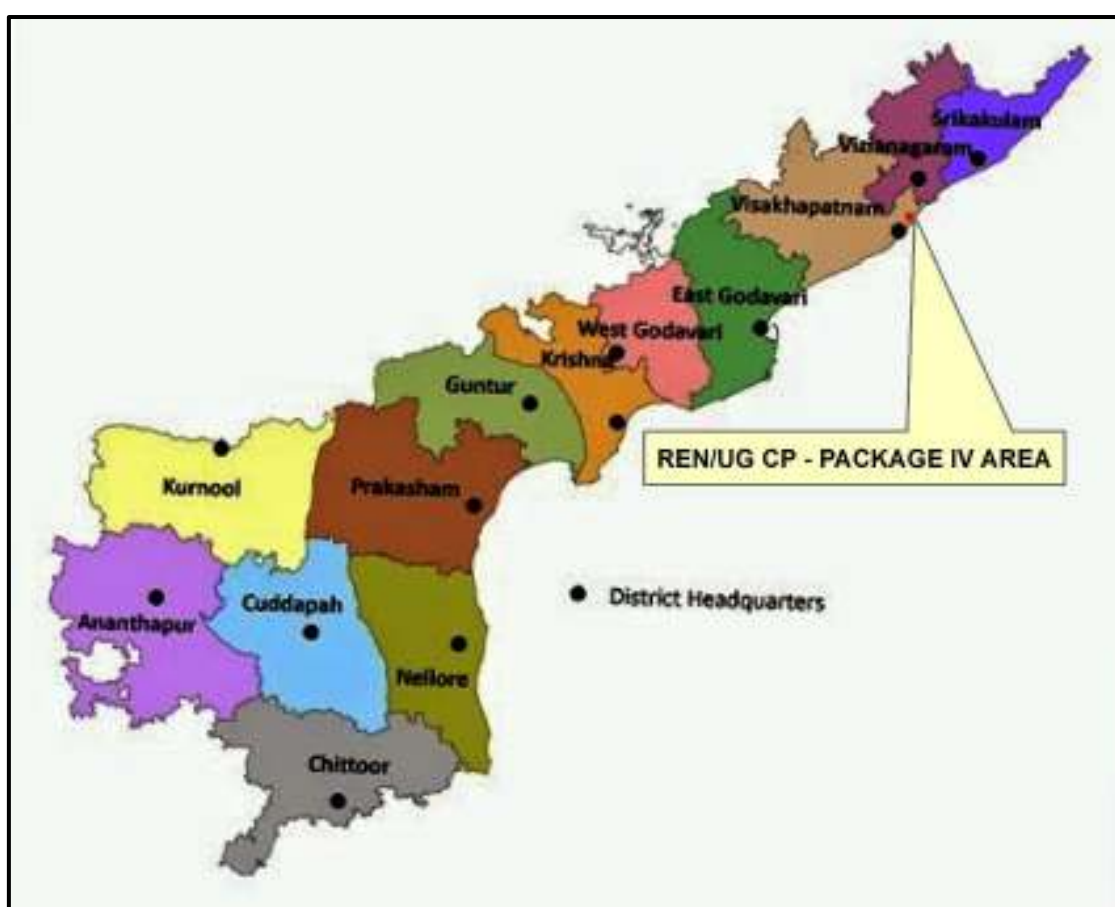 Srikakulam
Vizianagaram
Visakhapatnam
East Godavari
West Godavari
Krishna
Guntur
REN/UG CP - PACKAGE IV AREA
Kurnool
Prakasham
Cuddapah
District Headquarters
Ananthapur
Nellore
Chittoor